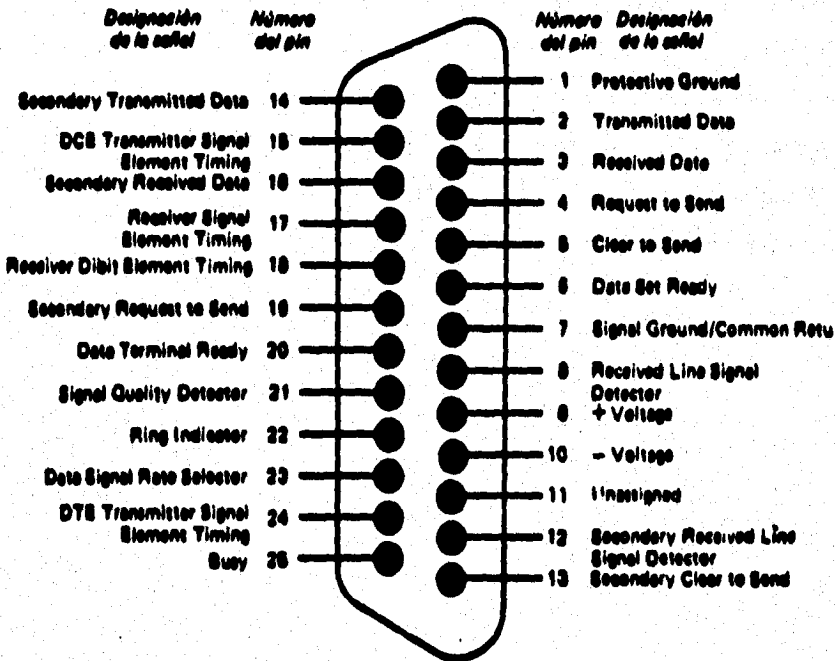 Designación
de la señal
Número
del pin
Número
del pin
Designación
de la señal
Secondary Transmitted Data 14
DCE Transmitter Signal
Element Timing 15
Secondary Received Data 16
Receiver Signal
Element Timing 17
Receiver Dibit Element Timing 18
Secondary Request to Send 19
Data Terminal Ready 20
Signal Quality Detector 21
Ring Indicator 22
Data Signal Rate Selector 23
DTE Transmitter Signal
Element Timing 24
Busy 25
1 Protective Ground
2 Transmitted Data
3 Received Data
4 Request to Send
5 Clear to Send
6 Data Set Ready
7 Signal Ground/Common Retu
8 Received Line Signal
Detector
9 + Voltage
10 − Voltage
11 Unassigned
12 Secondary Received Line
Signal Detector
13 Secondary Clear to Send